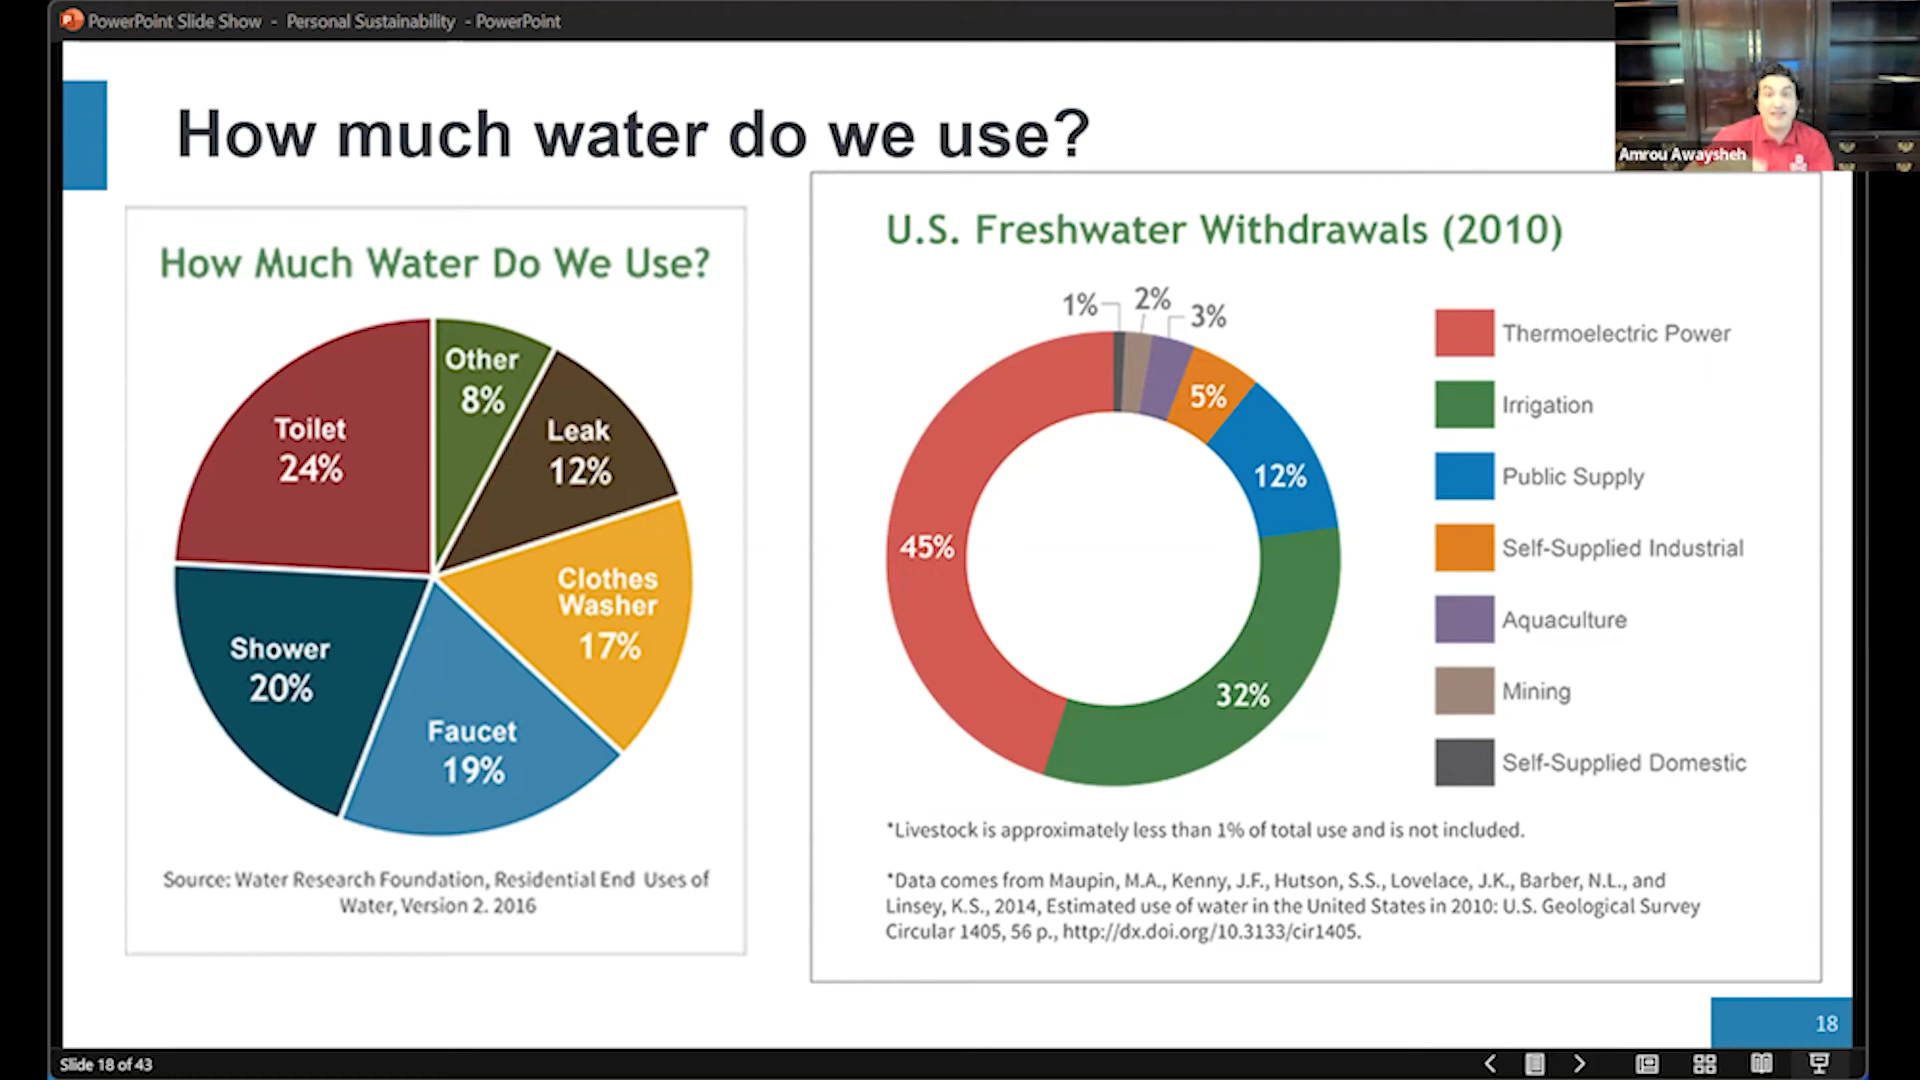 PowerPoint Slide Show - Personal Sustainability - PowerPoint
Amrou Awaysheh
How much water do we use?
How Much Water Do We Use?
Other
8%
Leak
12%
Clothes
Washer
17%
Faucet
19%
Shower
20%
Toilet
24%
Source: Water Research Foundation, Residential End Uses of
Water, Version 2. 2016
U.S. Freshwater Withdrawals (2010)
1%
2%
3%
5%
12%
32%
45%
Thermoelectric Power
Irrigation
Public Supply
Self-Supplied Industrial
Aquaculture
Mining
Self-Supplied Domestic
*Livestock is approximately less than 1% of total use and is not included.
*Data comes from Maupin, M.A., Kenny, J.F., Hutson, S.S., Lovelace, J.K., Barber, N.L., and
Linsey, K.S., 2014, Estimated use of water in the United States in 2010: U.S. Geological Survey
Circular 1405, 56 p., http://dx.doi.org/10.3133/cir1405.
18
Slide 18 of 43